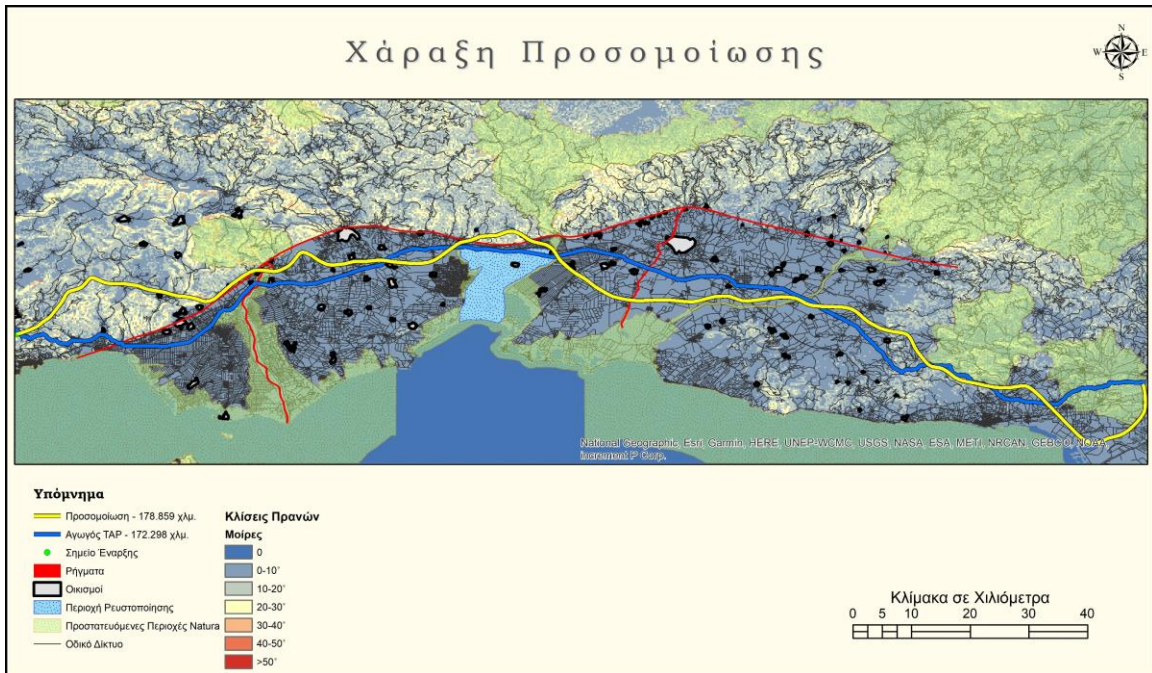 Χάραξη Προσομοίωσης
N
W E
S
National Geographic, Esri, Garmin, HERE, UNEP-WCMC, USGS, NASA, ESA, METI, NRCAN, GEBCO, NOAA,
increment P Corp.
Υπόμνημα
Προσομοίωση - 178.859 χλμ.
Αγωγός TAP - 172.298 χλμ.
Σημείο Έναρξης
Ρήγματα
Οικισμοί
Περιοχή Ρευστοποίησης
Προστατευόμενες Περιοχές Natura
Οδικό Δίκτυο
Κλίσεις Πρανών
Μοίρες
0
0-10°
10-20°
20-30°
30-40°
40-50°
>50°
Κλίμακα σε Χιλιόμετρα
0 5 10 20 30 40